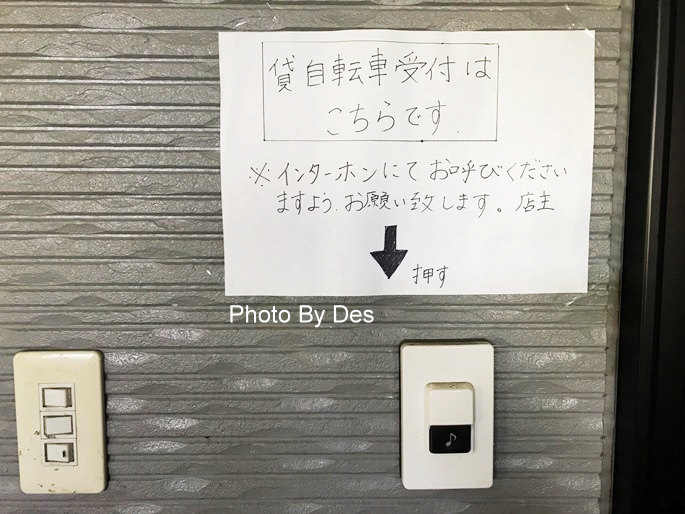 貸自転車受付は
こちらです.
※インターホンにてお呼びください
ますよう.お願い致します。店主
押す
Photo By Des